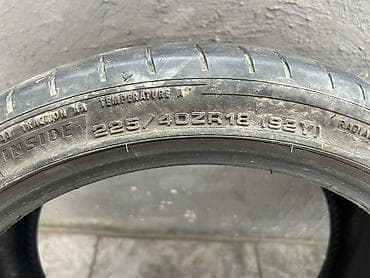 TRACTION AA TEMPERATURE A
INSIDE 225/40ZR18 (92Y) RADIAL